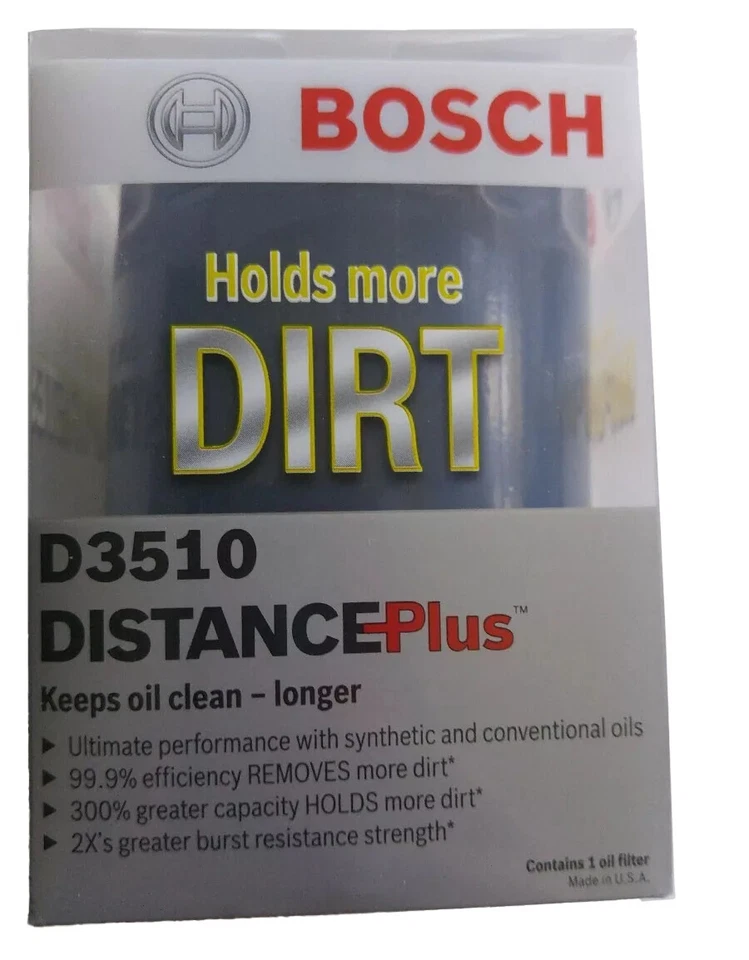 BOSCH
Holds more
DIRT
D3510
DISTANCEPlus™
Keeps oil clean – longer
▶ Ultimate performance with synthetic and conventional oils
▶ 99.9% efficiency REMOVES more dirt*
▶ 300% greater capacity HOLDS more dirt*
▶ 2X's greater burst resistance strength*
Contains 1 oil filter
Made in U.S.A.